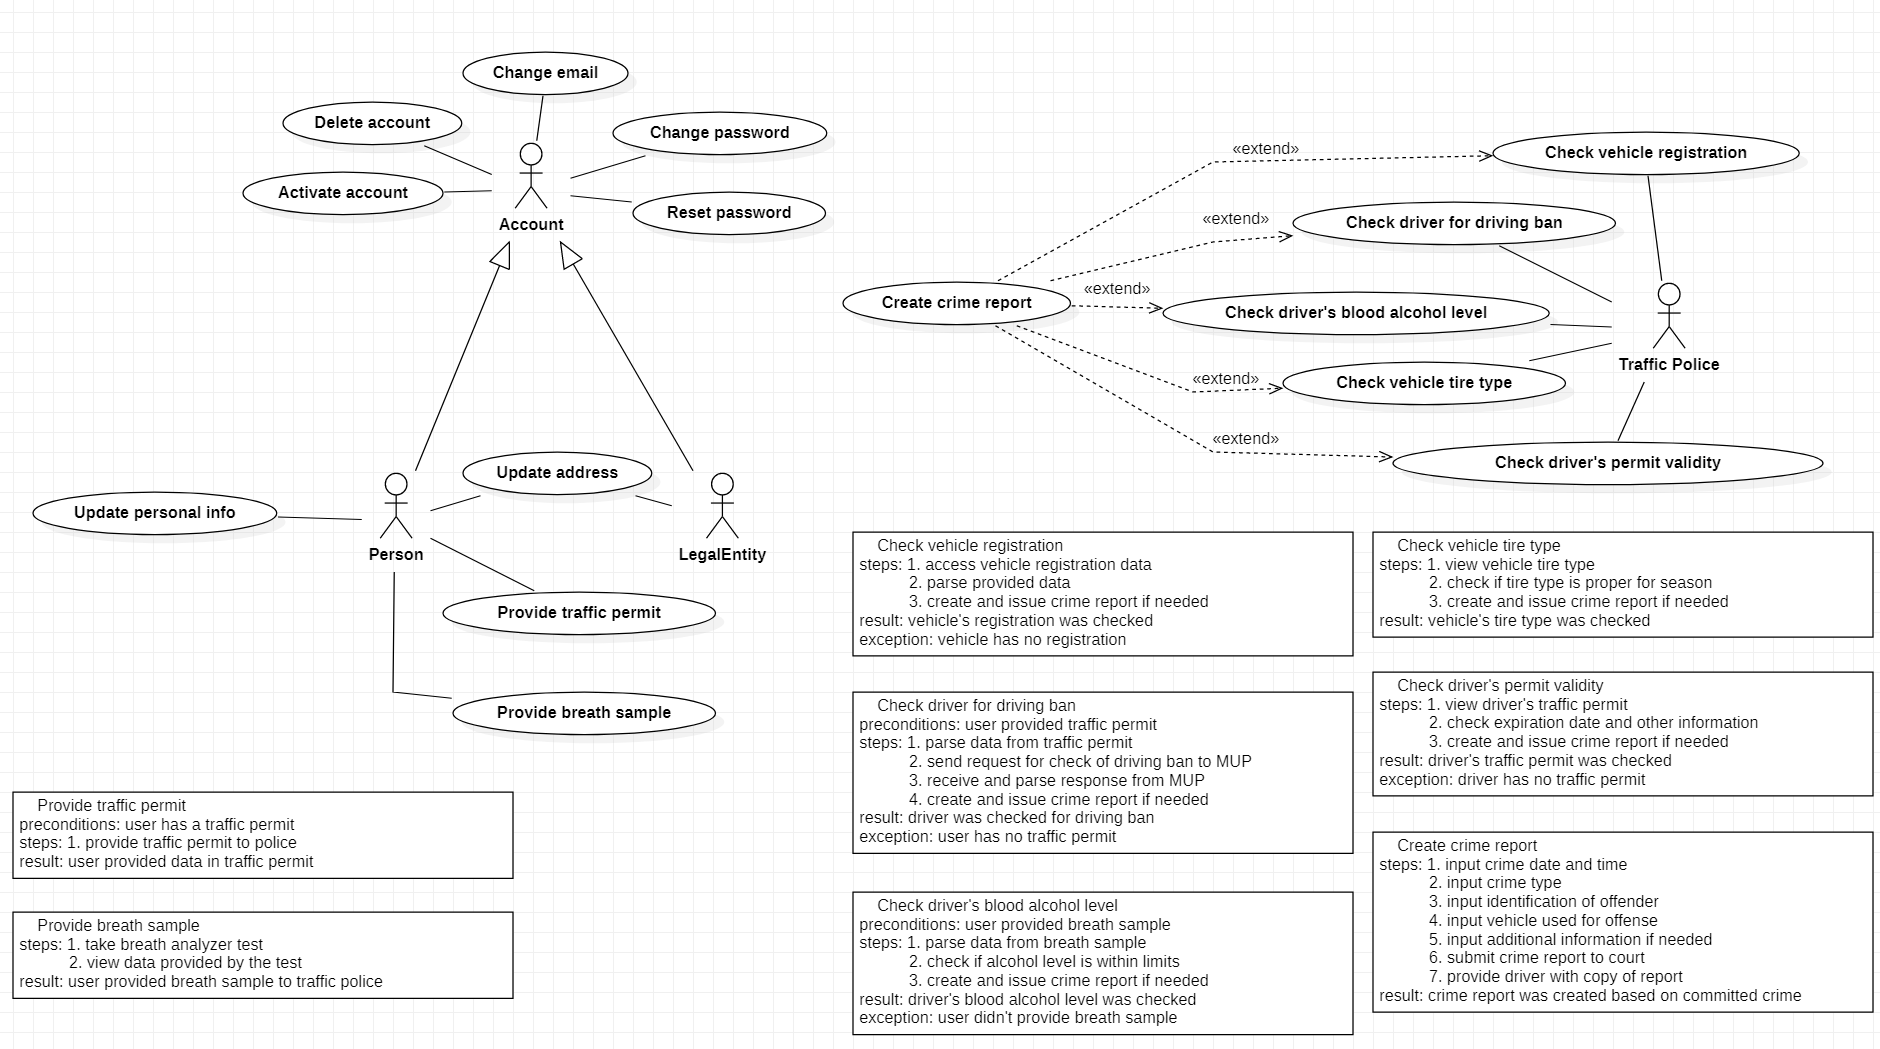 Change email
Delete account
Change password
Activate account
Reset password
Account
Update address
Update personal info
Person
LegalEntity
Provide traffic permit
Provide breath sample
«extend»
Check vehicle registration
«extend»
Check driver for driving ban
«extend»
Create crime report
Check driver's blood alcohol level
Traffic Police
«extend»
Check vehicle tire type
«extend»
Check driver's permit validity
Provide traffic permit
preconditions: user has a traffic permit
steps: 1. provide traffic permit to police
result: user provided data in traffic permit
Provide breath sample
steps: 1. take breath analyzer test
2. view data provided by the test
result: user provided breath sample to traffic police
Check vehicle registration
steps: 1. access vehicle registration data
2. parse provided data
3. create and issue crime report if needed
result: vehicle's registration was checked
exception: vehicle has no registration
Check driver for driving ban
preconditions: user provided traffic permit
steps: 1. parse data from traffic permit
2. send request for check of driving ban to MUP
3. receive and parse response from MUP
4. create and issue crime report if needed
result: driver was checked for driving ban
exception: user has no traffic permit
Check driver's blood alcohol level
preconditions: user provided breath sample
steps: 1. parse data from breath sample
2. check if alcohol level is within limits
3. create and issue crime report if needed
result: driver's blood alcohol level was checked
exception: user didn't provide breath sample
Check vehicle tire type
steps: 1. view vehicle tire type
2. check if tire type is proper for season
3. create and issue crime report if needed
result: vehicle's tire type was checked
Check driver's permit validity
steps: 1. view driver's traffic permit
2. check expiration date and other information
3. create and issue crime report if needed
result: driver's traffic permit was checked
exception: driver has no traffic permit
Create crime report
steps: 1. input crime date and time
2. input crime type
3. input identification of offender
4. input vehicle used for offense
5. input additional information if needed
6. submit crime report to court
7. provide driver with copy of report
result: crime report was created based on committed crime